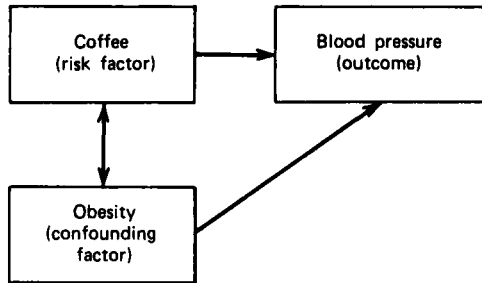 Coffee
(risk factor)
Blood pressure
(outcome)
Obesity
(confounding
factor)